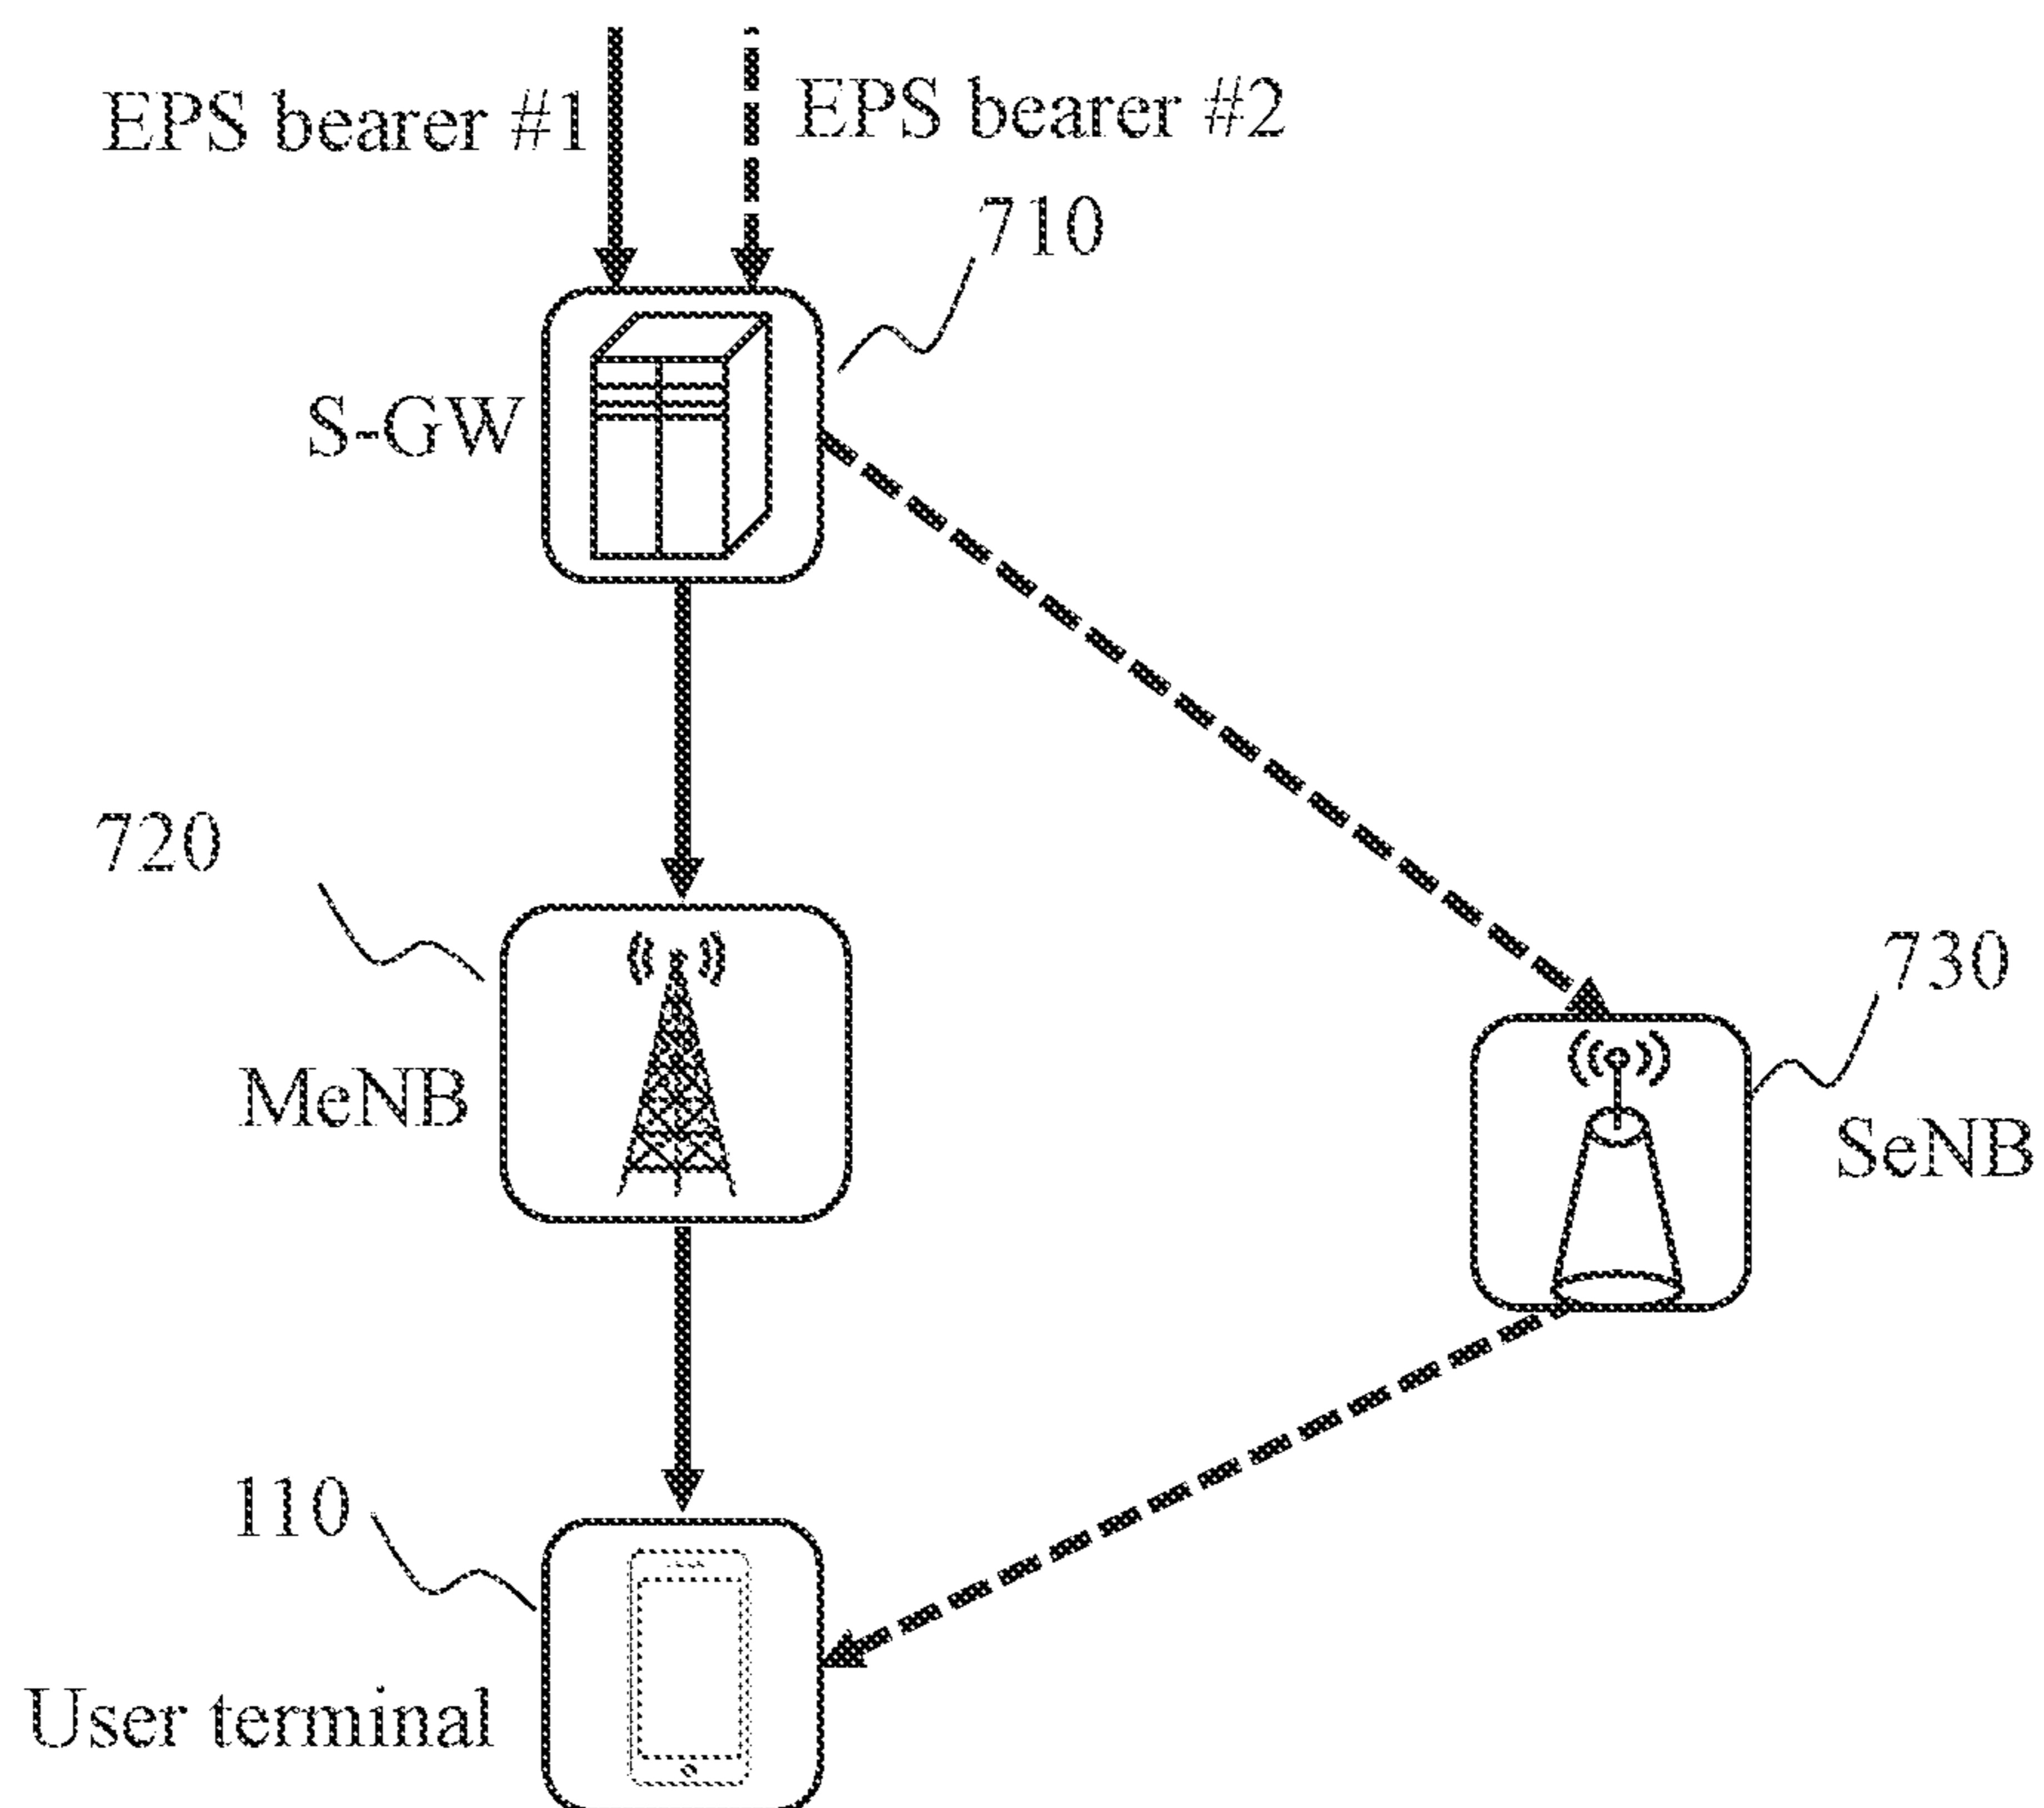 EPS bearer #1
EPS bearer #2
710
S-GW
720
730
MeNB
SeNB
110
User terminal